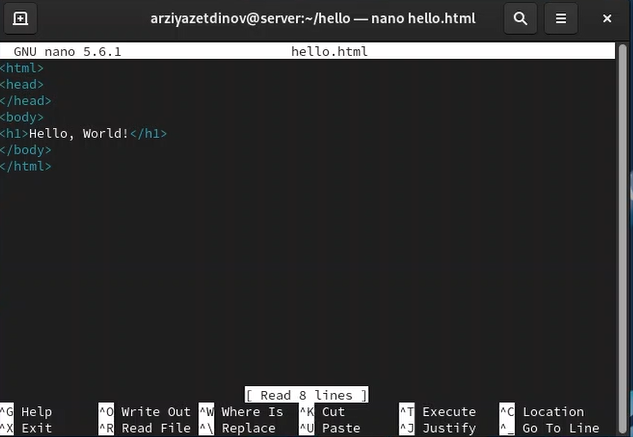 arziyazetdinov@server:~/hello — nano hello.html
GNU nano 5.6.1 hello.html
<html>
<head>
</head>
<body>
<h1>Hello, World!</h1>
</body>
</html>
[ Read 8 lines ]
^G Help ^O Write Out ^W Where Is ^K Cut ^T Execute ^C Location
^X Exit ^R Read File ^\ Replace ^U Paste ^J Justify ^_ Go To Line